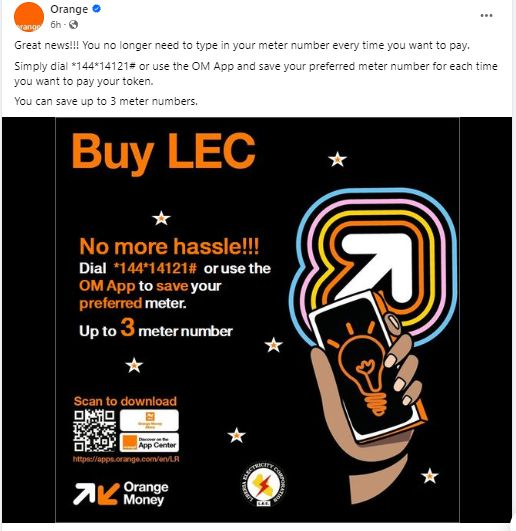 Orange
6h
Great news!!! You no longer need to type in your meter number every time you want to pay.
Simply dial *144*14121# or use the OM App and save your preferred meter number for each time
you want to pay your token.
You can save up to 3 meter numbers.
Buy LEC
No more hassle!!!
Dial *144*14121# or use the
OM App to save your
preferred meter.
Up to 3 meter number
Scan to download
Orange Money
Discover on the
App Center
https://apps.orange.com/en/LR
Orange
Money
LIBERIA ELECTRICITY CORPORATION